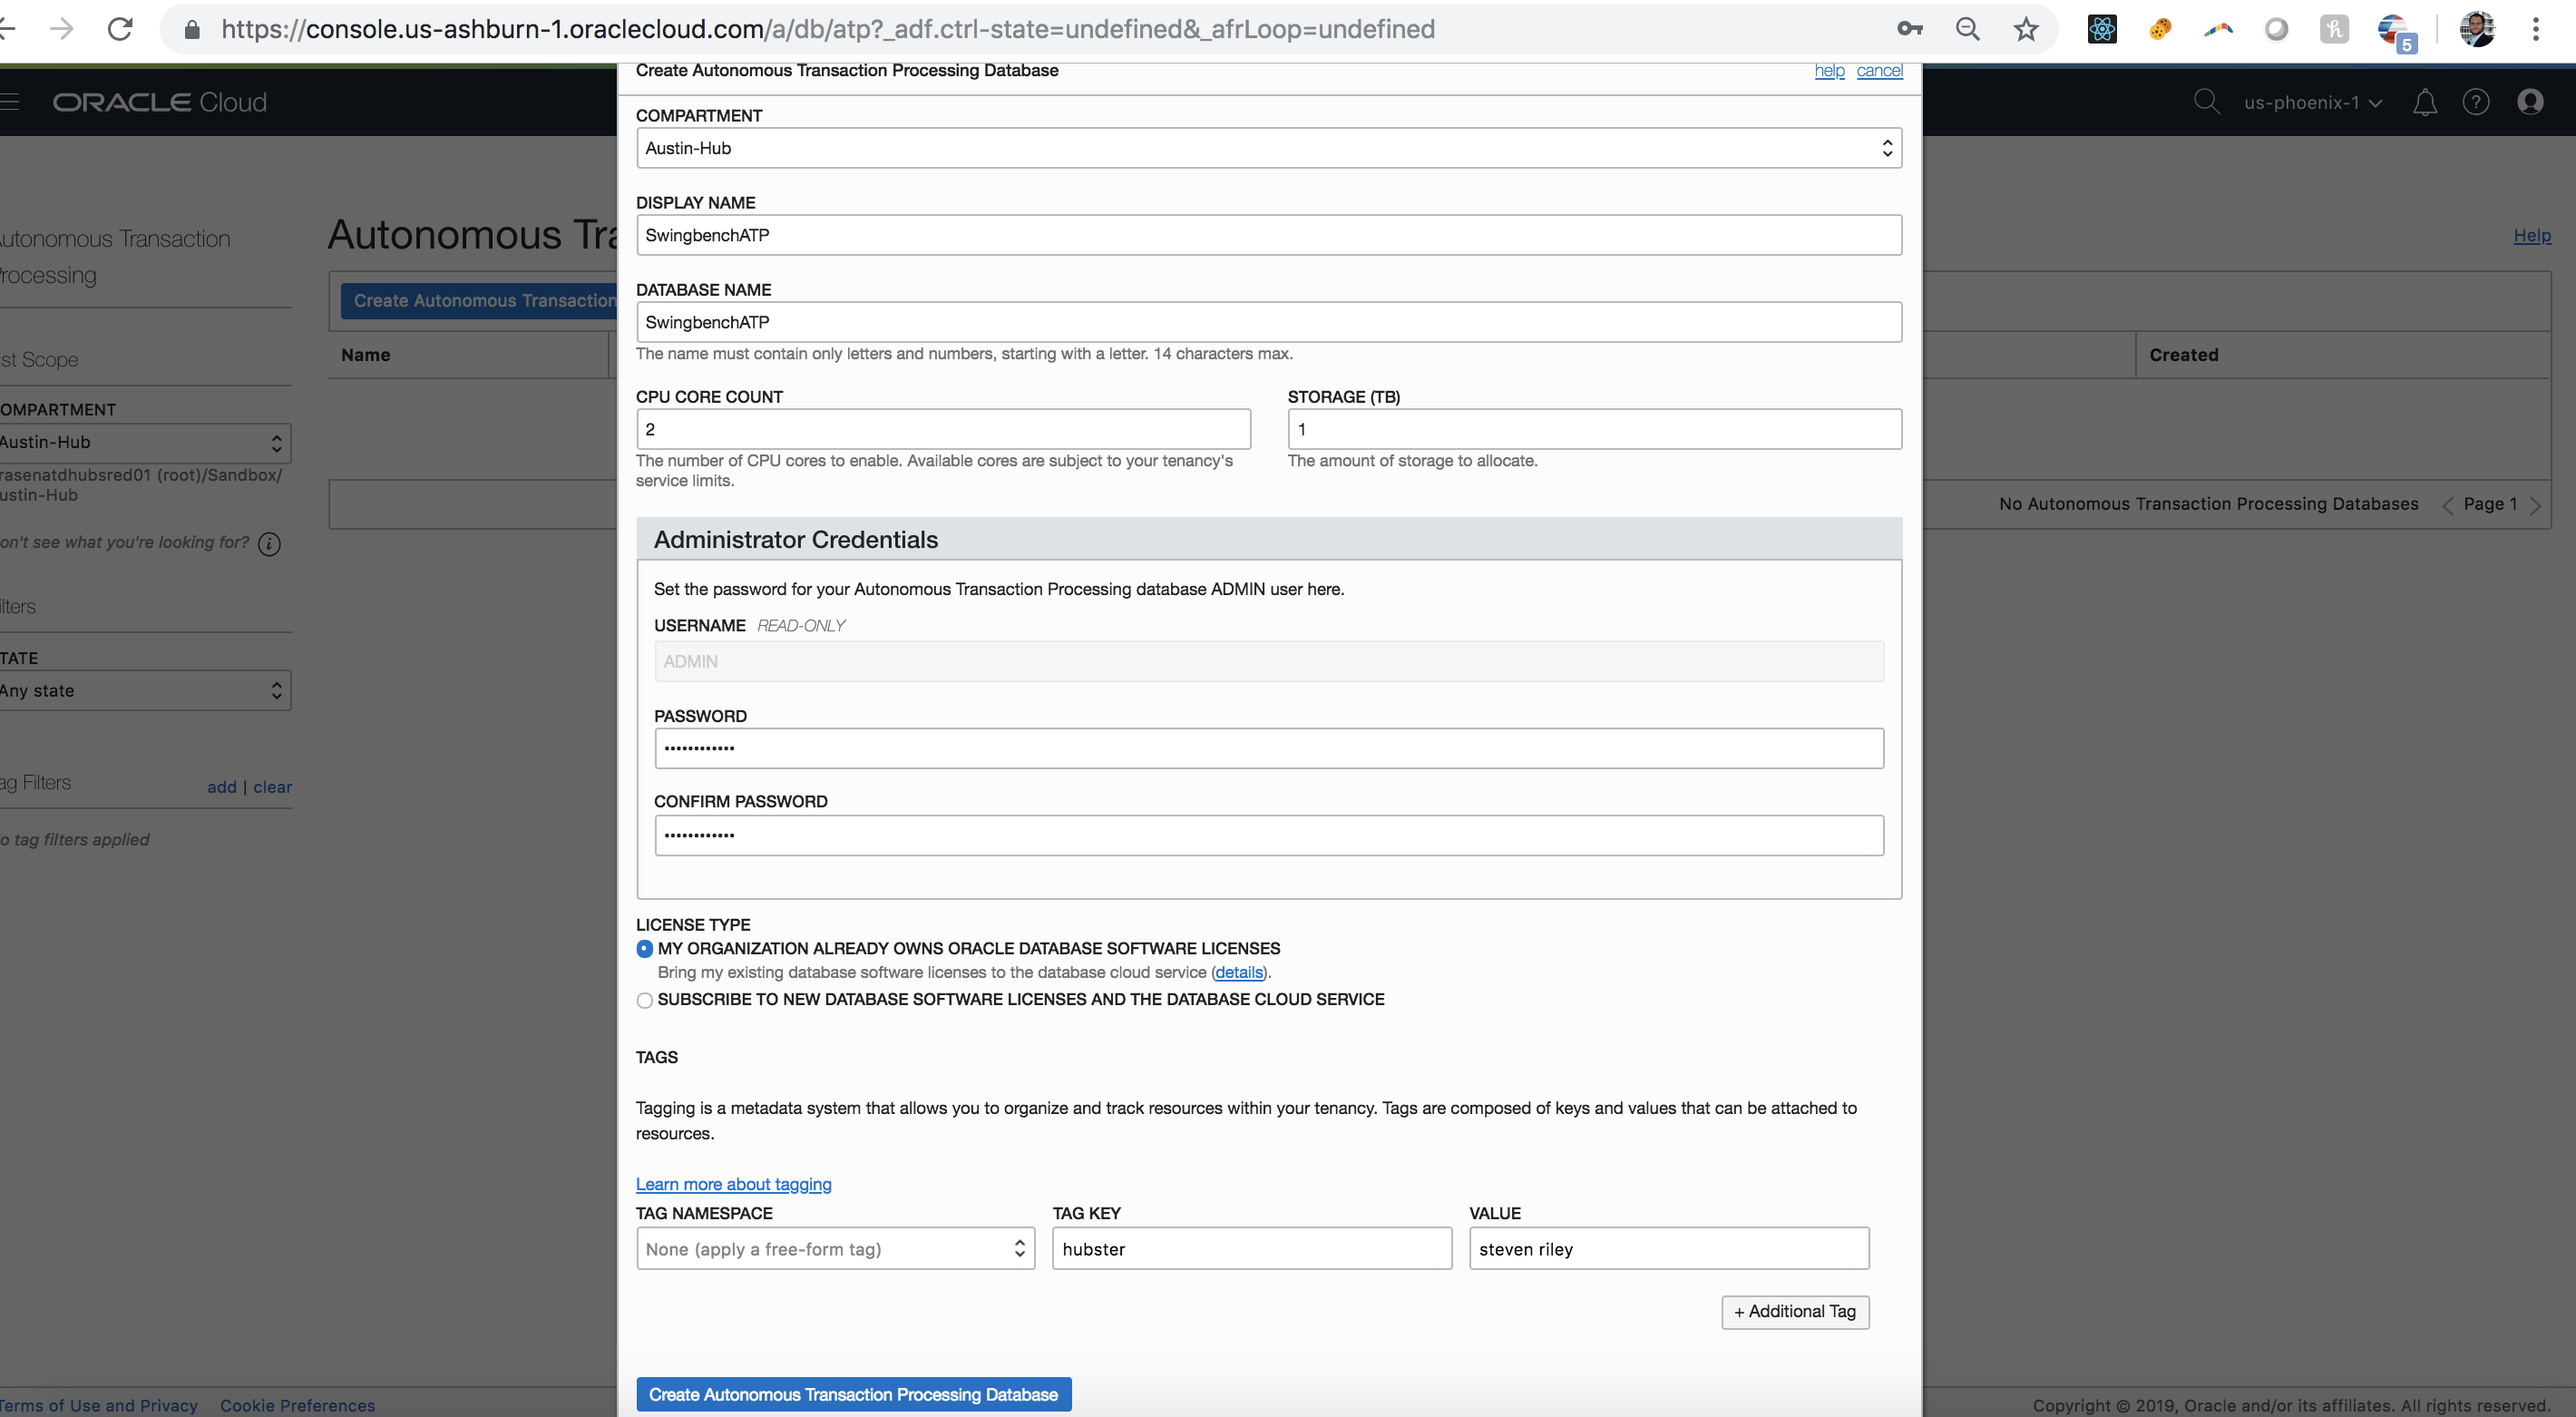 https://console.us-ashburn-1.oraclecloud.com/a/db/atp?_adf.ctrl-state=undefined&_afrLoop=undefined
5
ORACLE Cloud
us-phoenix-1
Create Autonomous Transaction Processing Database
help cancel
COMPARTMENT
Austin-Hub
DISPLAY NAME
SwingbenchATP
DATABASE NAME
SwingbenchATP
The name must contain only letters and numbers, starting with a letter. 14 characters max.
CPU CORE COUNT
2
The number of CPU cores to enable. Available cores are subject to your tenancy's
service limits.
STORAGE (TB)
1
The amount of storage to allocate.
Administrator Credentials
Set the password for your Autonomous Transaction Processing database ADMIN user here.
USERNAME READ-ONLY
ADMIN
PASSWORD
••••••••••••
CONFIRM PASSWORD
••••••••••••
LICENSE TYPE
MY ORGANIZATION ALREADY OWNS ORACLE DATABASE SOFTWARE LICENSES
Bring my existing database software licenses to the database cloud service (details).
SUBSCRIBE TO NEW DATABASE SOFTWARE LICENSES AND THE DATABASE CLOUD SERVICE
TAGS
Tagging is a metadata system that allows you to organize and track resources within your tenancy. Tags are composed of keys and values that can be attached to
resources.
Learn more about tagging
TAG NAMESPACE
None (apply a free-form tag)
TAG KEY
hubster
VALUE
steven riley
+ Additional Tag
Create Autonomous Transaction Processing Database
utonomous Transaction
rocessing
st Scope
OMPARTMENT
Austin-Hub
rasenatdhubsred01 (root)/Sandbox/
ustin-Hub
on't see what you're looking for?
ilters
TATE
Any state
ag Filters
add | clear
o tag filters applied
Autonomous Tra
Help
Create Autonomous Transaction
Name
Created
No Autonomous Transaction Processing Databases
Page 1
Terms of Use and Privacy
Cookie Preferences
Copyright © 2019, Oracle and/or its affiliates. All rights reserved.